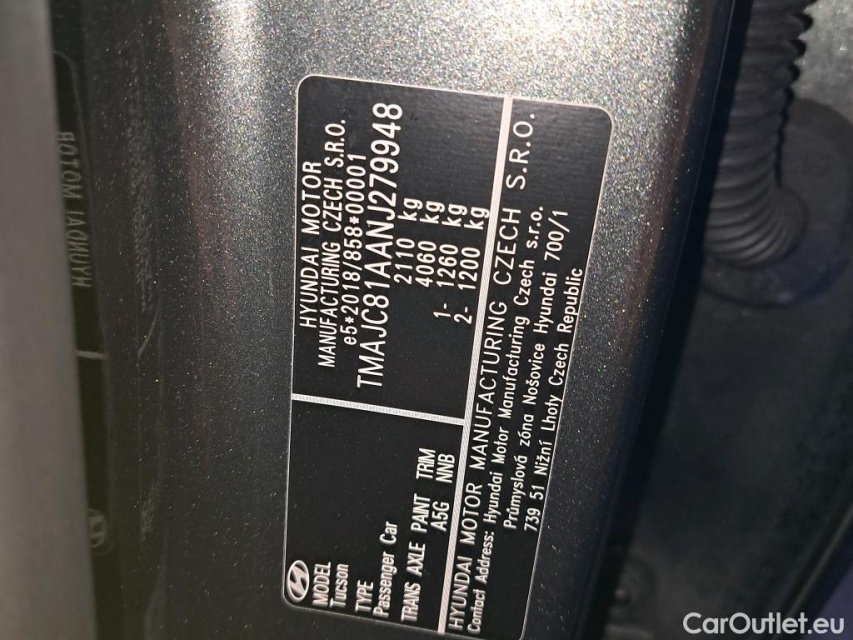 HYUNDAI MOTOR
MANUFACTURING CZECH S.R.O.
e5*2018/858*00001
TMAJC81AANJ279948
2110 kg
4060 kg
1- 1260 kg
2- 1200 kg
MODEL
Tucson
TYPE
Passenger Car
TRANS AXLE PAINT TRIM
A5G NNB
HYUNDAI MOTOR MANUFACTURING CZECH S.R.O.
Contact Address: Hyundai Motor Manufacturing Czech s.r.o.
Průmyslová zóna Nošovice Hyundai 700/1
739 51 Nižní Lhoty Czech Republic
HYUNDAI MOTOR
CarOutlet.eu